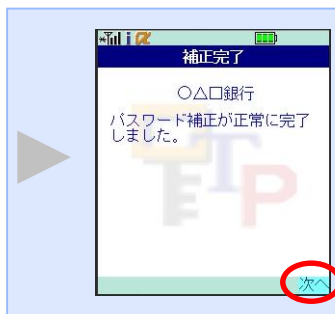 補正完了
○△□銀行
パスワード補正が正常に完了
しました。
次へ